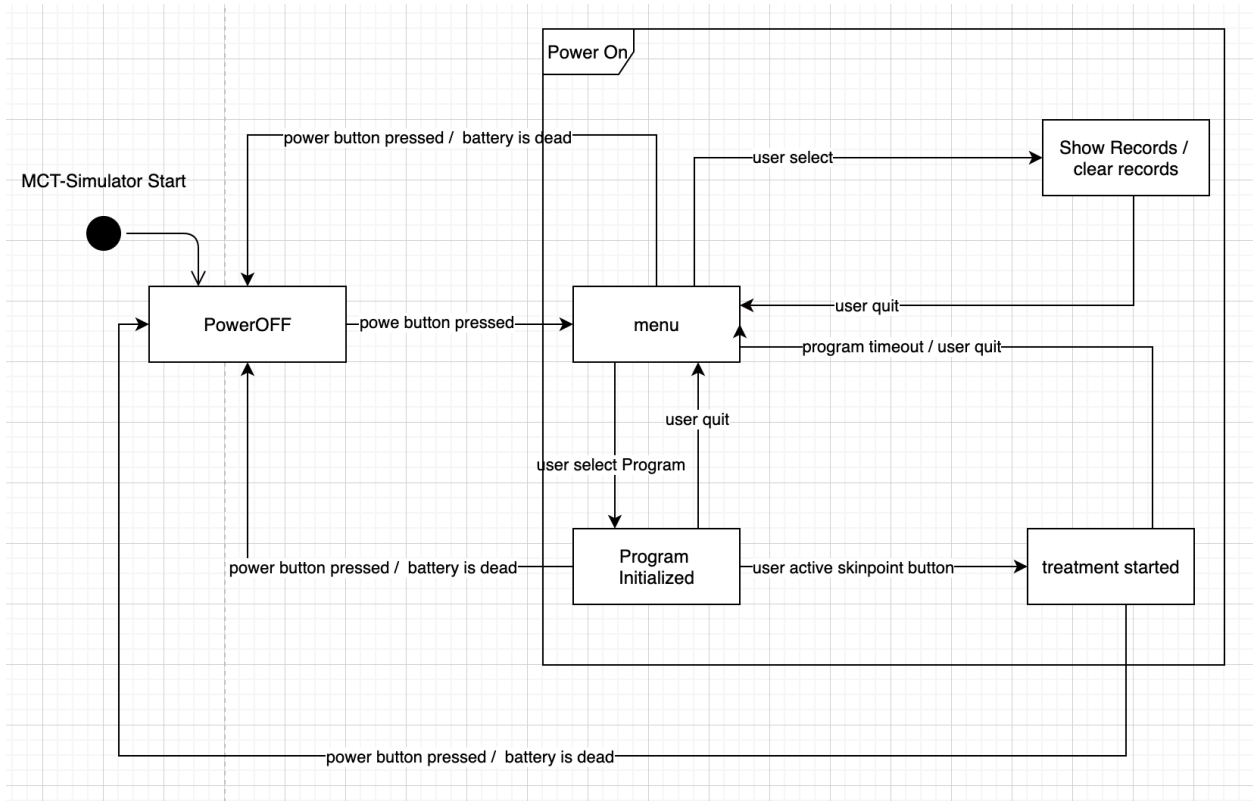 Power On
power button pressed /  battery is dead
user select
Show Records /
clear records
MCT-Simulator Start
user quit
PowerOFF
powe button pressed
menu
program timeout / user quit
user quit
user select Program
Program
Initialized
power button pressed /  battery is dead
user active skinpoint button
treatment started
power button pressed /  battery is dead